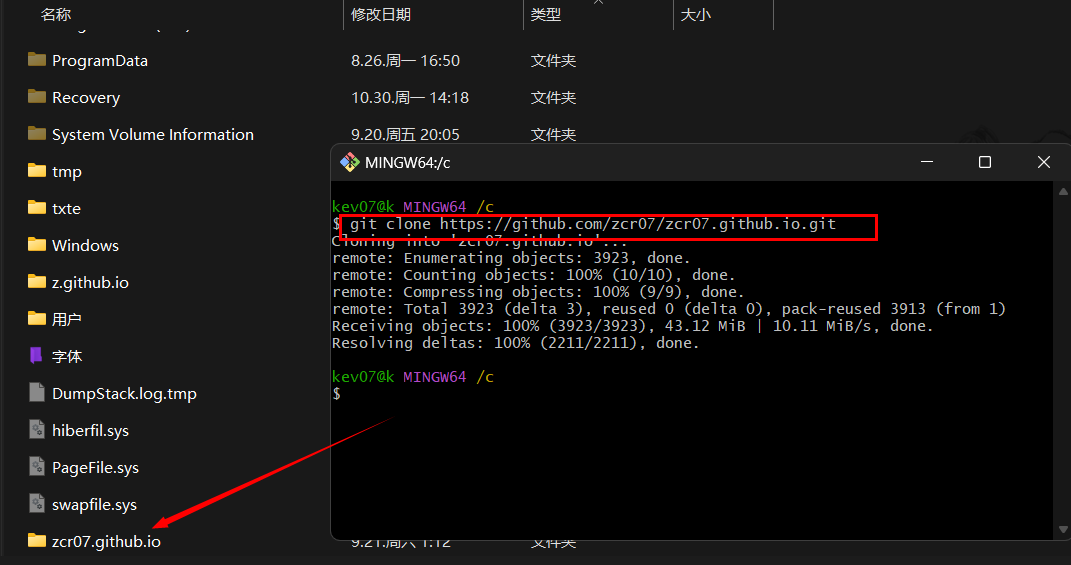 名称 修改日期 类型 大小
ProgramData 8.26.周一 16:50 文件夹
Recovery 10.30.周一 14:18 文件夹
System Volume Information 9.20.周五 20:05 文件夹
tmp
txte
Windows
z.github.io
用户
字体
DumpStack.log.tmp
hiberfil.sys
PageFile.sys
swapfile.sys
zcr07.github.io 9.21.周六 1:12 文件夹
MINGW64:/c
kev07@k MINGW64 /c
$ git clone https://github.com/zcr07/zcr07.github.io.git
Cloning into 'zcr07.github.io'...
remote: Enumerating objects: 3923, done.
remote: Counting objects: 100% (10/10), done.
remote: Compressing objects: 100% (9/9), done.
remote: Total 3923 (delta 3), reused 0 (delta 0), pack-reused 3913 (from 1)
Receiving objects: 100% (3923/3923), 43.12 MiB | 10.11 MiB/s, done.
Resolving deltas: 100% (2211/2211), done.
kev07@k MINGW64 /c
$